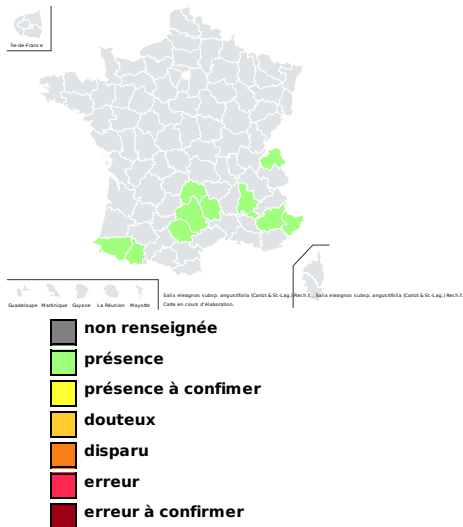 Île-de-France
Guadeloupe Martinique Guyane La Réunion Mayotte
Salix eleagnos subsp. angustifolia (Cariot & St.-Lag.) Rech.f. , Salix eleagnos subsp. angustifolia (Cariot & St.-Lag.) Rech.f.
Carte en cours d'élaboration.
non renseignée
présence
présence à confimer
douteux
disparu
erreur
erreur à confirmer